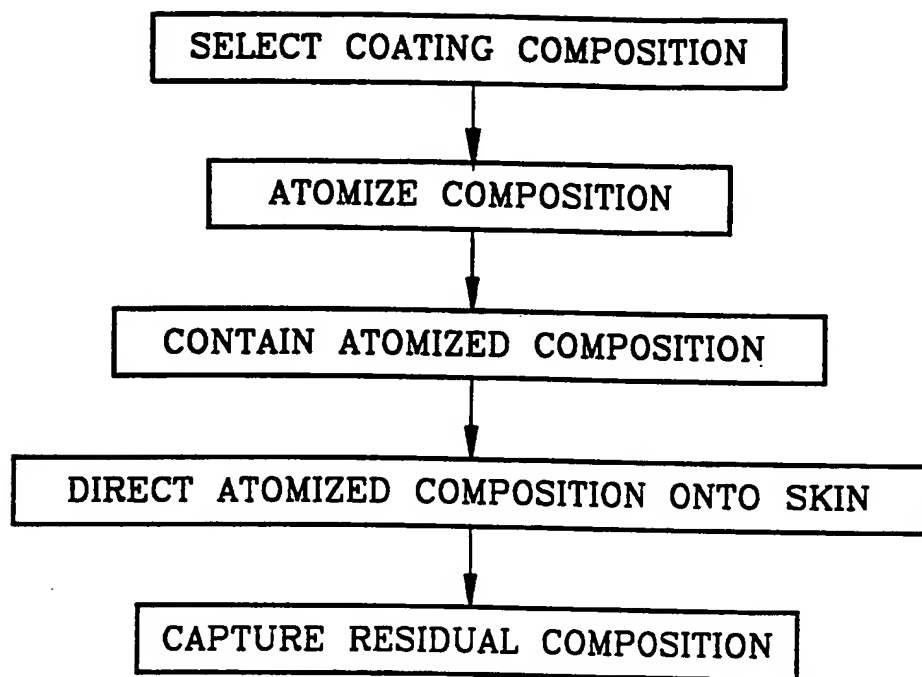 SELECT COATING COMPOSITION
ATOMIZE COMPOSITION
CONTAIN ATOMIZED COMPOSITION
DIRECT ATOMIZED COMPOSITION ONTO SKIN
CAPTURE RESIDUAL COMPOSITION